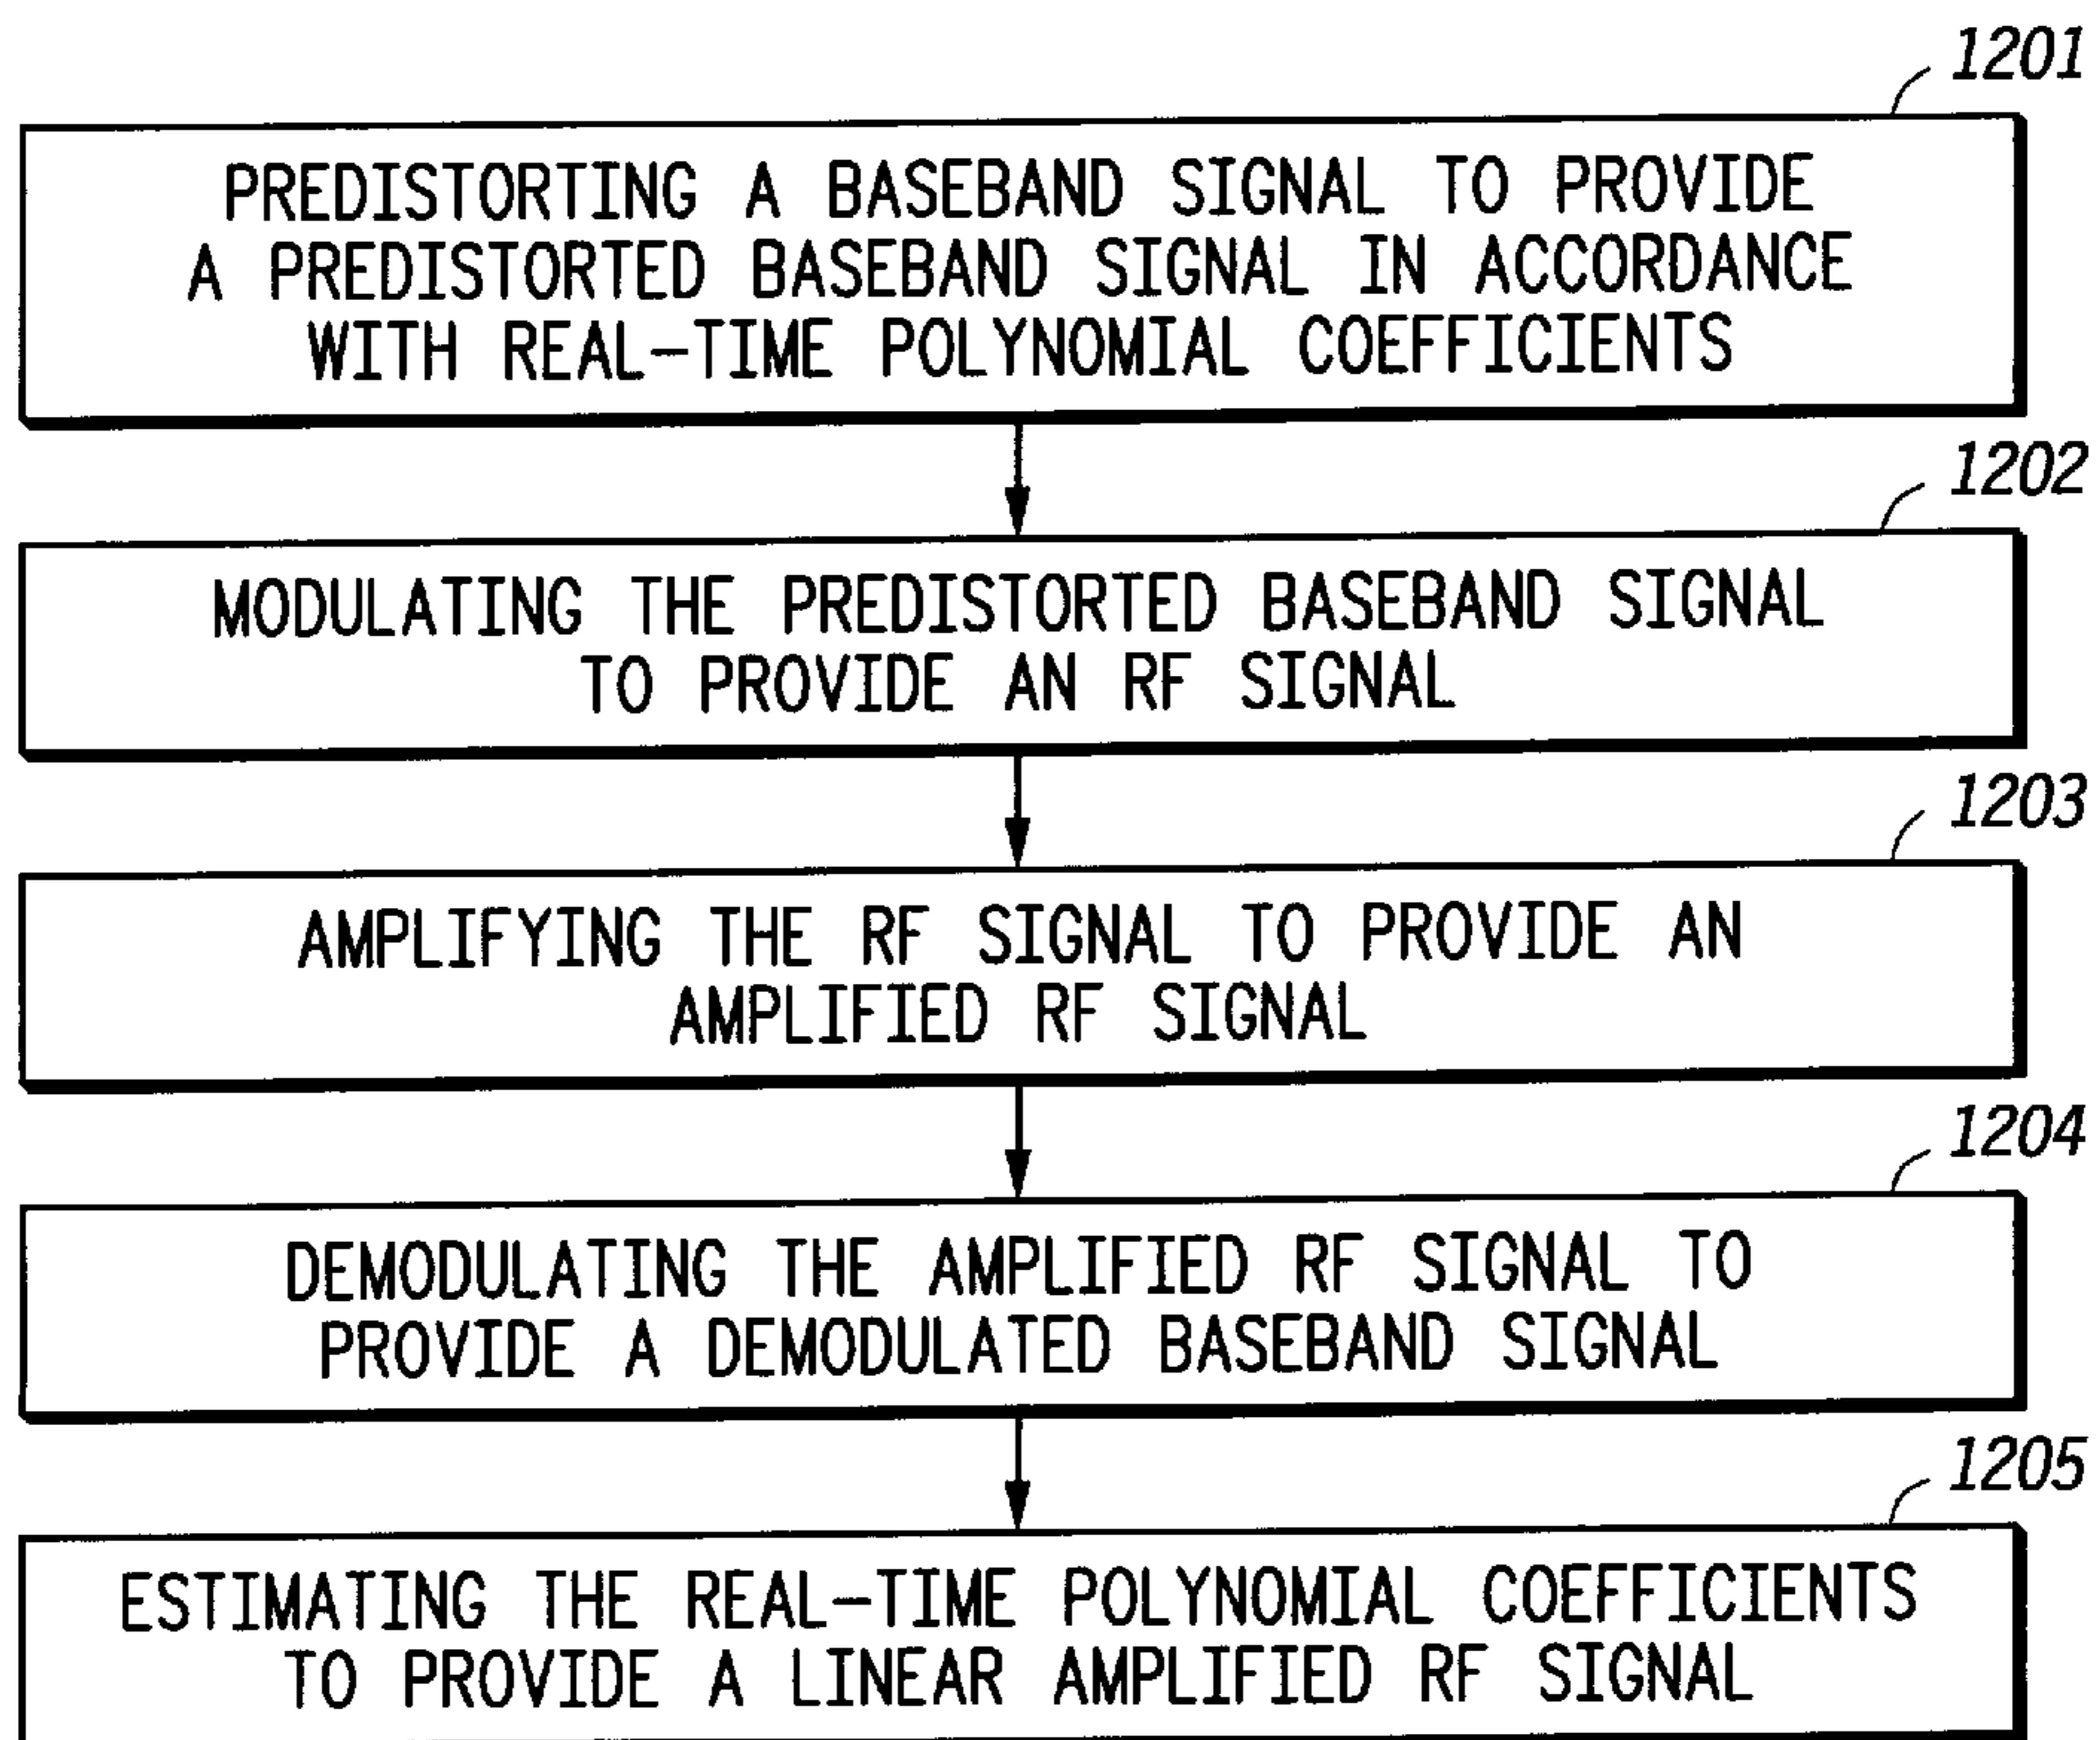 1201
PREDISTORTING A BASEBAND SIGNAL TO PROVIDE
A PREDISTORTED BASEBAND SIGNAL IN ACCORDANCE
WITH REAL-TIME POLYNOMIAL COEFFICIENTS
1202
MODULATING THE PREDISTORTED BASEBAND SIGNAL
TO PROVIDE AN RF SIGNAL
1203
AMPLIFYING THE RF SIGNAL TO PROVIDE AN
AMPLIFIED RF SIGNAL
1204
DEMODULATING THE AMPLIFIED RF SIGNAL TO
PROVIDE A DEMODULATED BASEBAND SIGNAL
1205
ESTIMATING THE REAL-TIME POLYNOMIAL COEFFICIENTS
TO PROVIDE A LINEAR AMPLIFIED RF SIGNAL